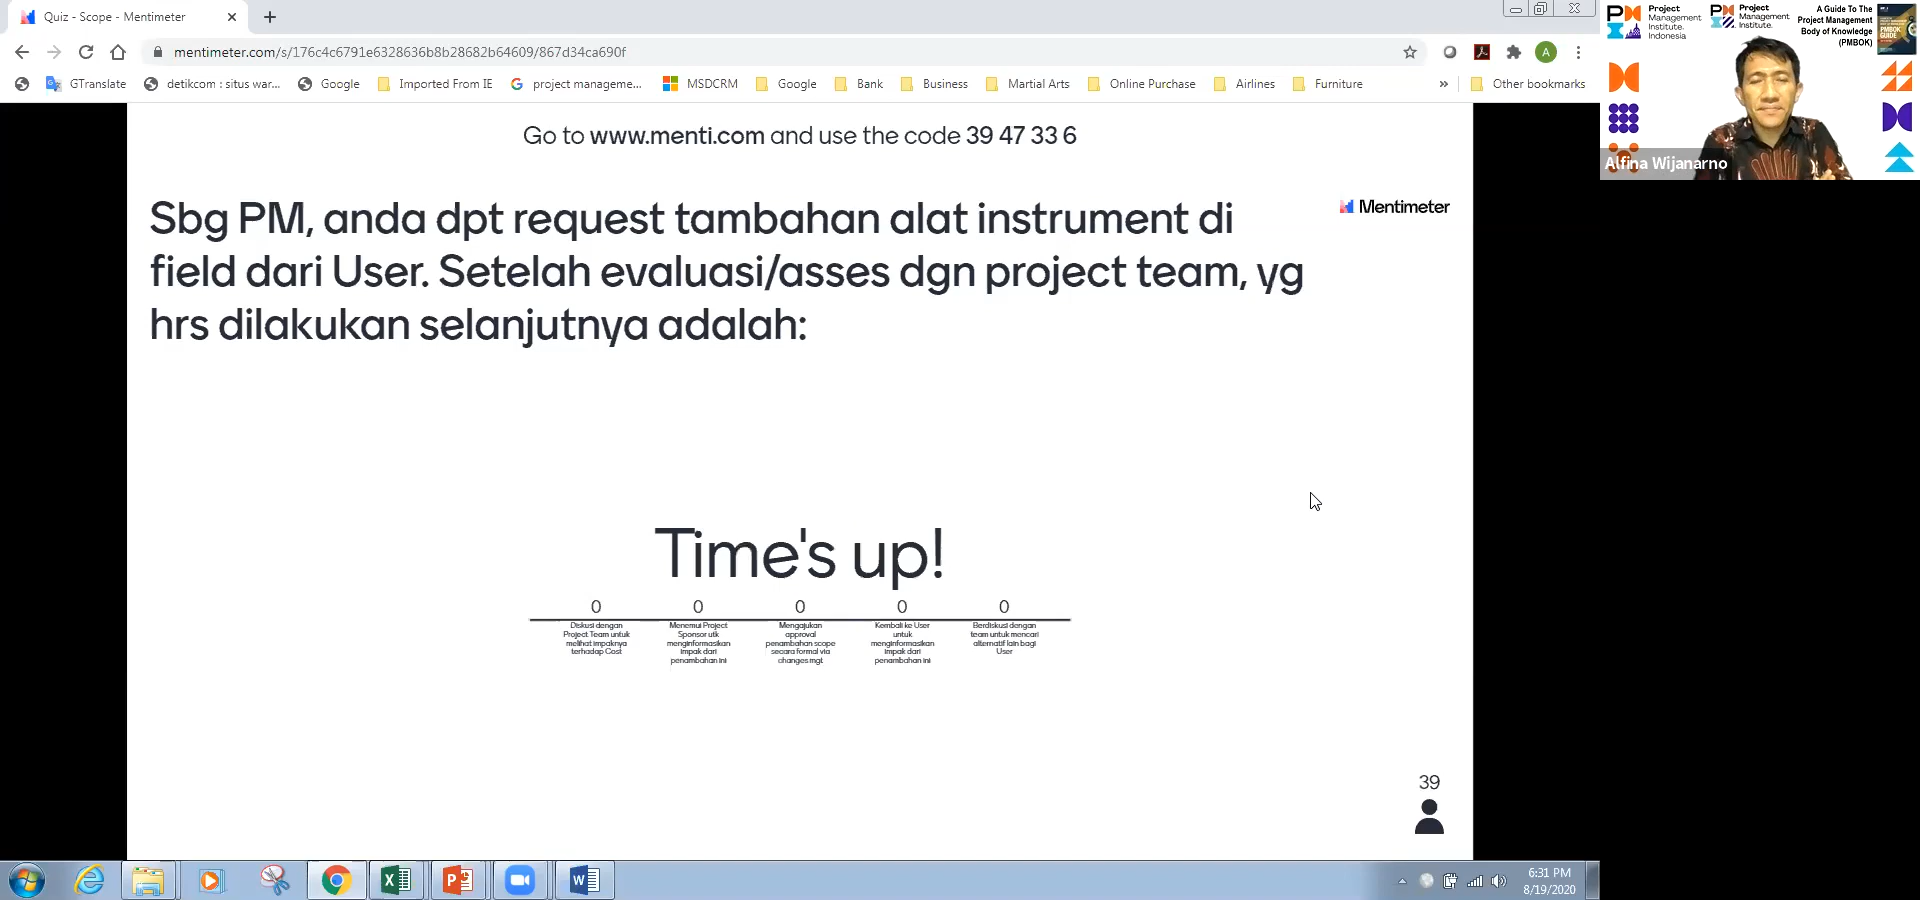 Quiz - Scope - Mentimeter
mentimeter.com/s/176c4c6791e6328636b8b28682b64609/867d34ca690f
A
GTranslate
detikcom : situs war...
Google
Imported From IE
project manageme...
MSDCRM
Google
Bank
Business
Martial Arts
Online Purchase
Airlines
Furniture
»
Other bookmarks
Go to www.menti.com and use the code 39 47 33 6
Sbg PM, anda dpt request tambahan alat instrument di
field dari User. Setelah evaluasi/asses dgn project team, yg
hrs dilakukan selanjutnya adalah:
Mentimeter
Time's up!
0
Diskusi dengan
Project Team untuk
melihat impaknya
terhadap Cost
0
Menemui Project
Sponsor utk
menginformasikan
impak dari
penambahan ini
0
Mengajukan
approval
penambahan scope
secara formal via
changes mgt
0
Kembali ke User
untuk
menginformasikan
impak dari
penambahan ini
0
Berdiskusi dengan
team untuk mencari
alternatif lain bagi
User
39
6:31 PM
8/19/2020
Project
Management
Institute.
Indonesia
Project
Management
Institute.
A Guide To The
Project Management
Body of Knowledge
(PMBOK)
PMBOK
GUIDE
Alfina Wijanarno